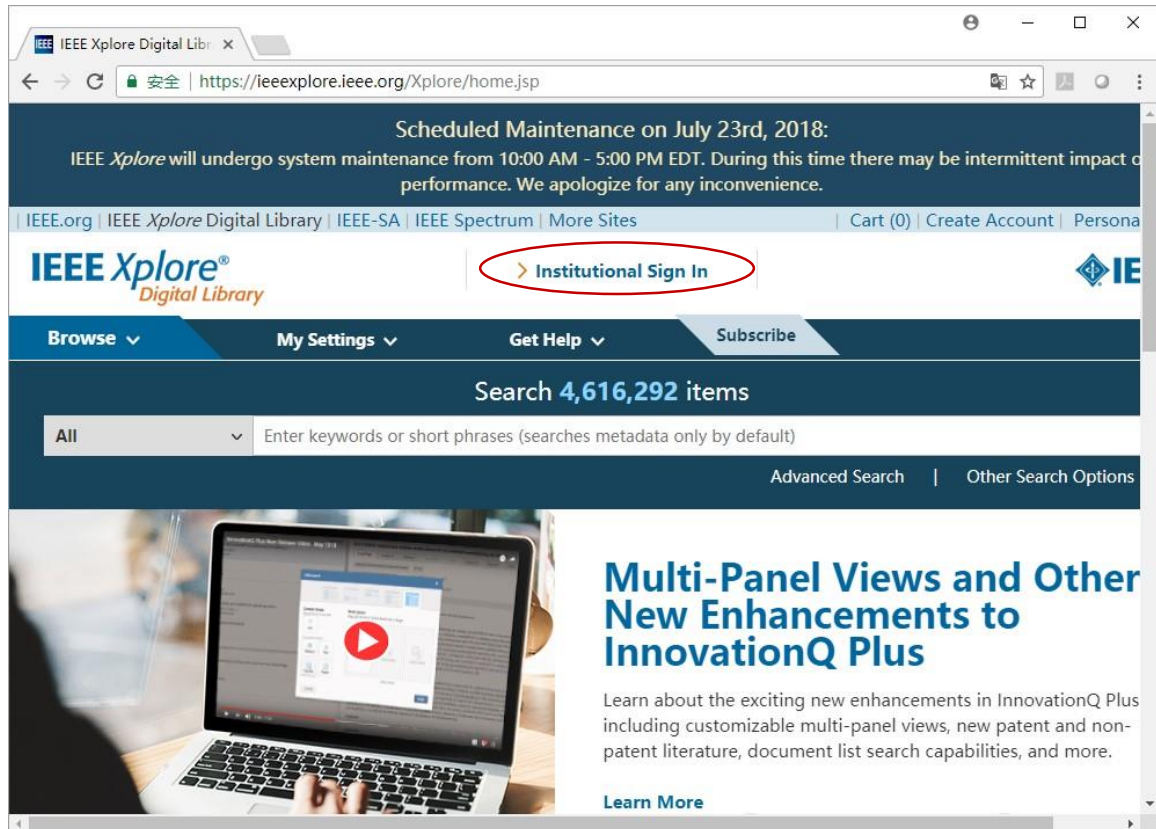 IEEE IEEE Xplore Digital Libr
安全 | https://ieeexplore.ieee.org/Xplore/home.jsp
Scheduled Maintenance on July 23rd, 2018:
IEEE Xplore will undergo system maintenance from 10:00 AM - 5:00 PM EDT. During this time there may be intermittent impact o
performance. We apologize for any inconvenience.
| IEEE.org | IEEE Xplore Digital Library | IEEE-SA | IEEE Spectrum | More Sites | Cart (0) | Create Account | Persona
IEEE Xplore®
Digital Library
> Institutional Sign In
IE
Browse My Settings Get Help Subscribe
Search 4,616,292 items
All Enter keywords or short phrases (searches metadata only by default)
Advanced Search | Other Search Options
Multi-Panel Views and Other
New Enhancements to
InnovationQ Plus
Learn about the exciting new enhancements in InnovationQ Plus
including customizable multi-panel views, new patent and non-
patent literature, document list search capabilities, and more.
Learn More